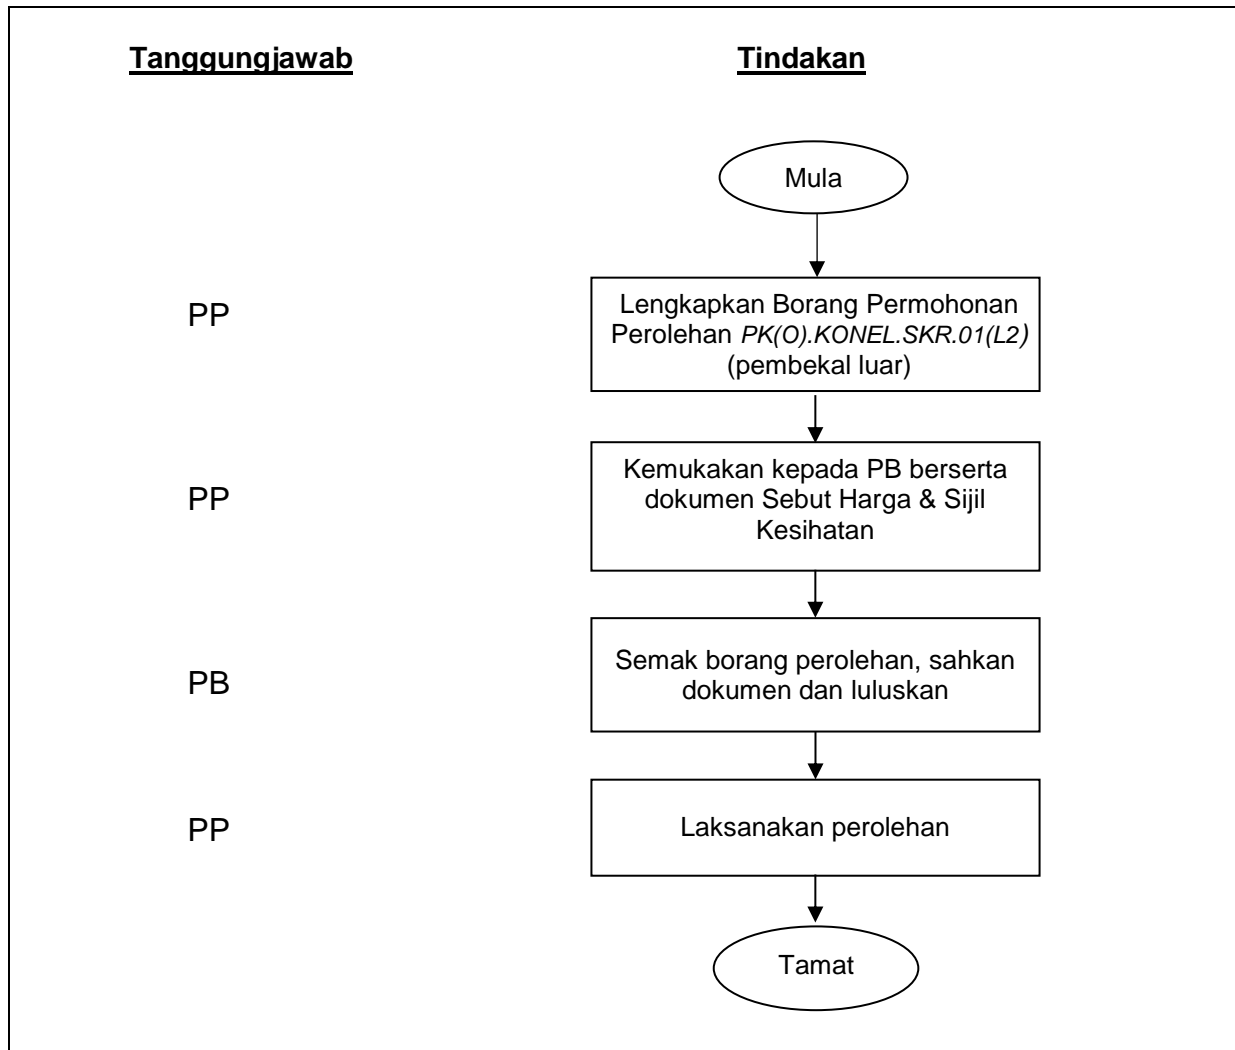 Tanggungjawab
Tindakan
Mula
PP
Lengkapkan Borang Permohonan
Perolehan PK(O).KONEL.SKR.01(L2)
(pembekal luar)
PP
Kemukakan kepada PB berserta
dokumen Sebut Harga & Sijil
Kesihatan
PB
Semak borang perolehan, sahkan
dokumen dan luluskan
PP
Laksanakan perolehan
Tamat